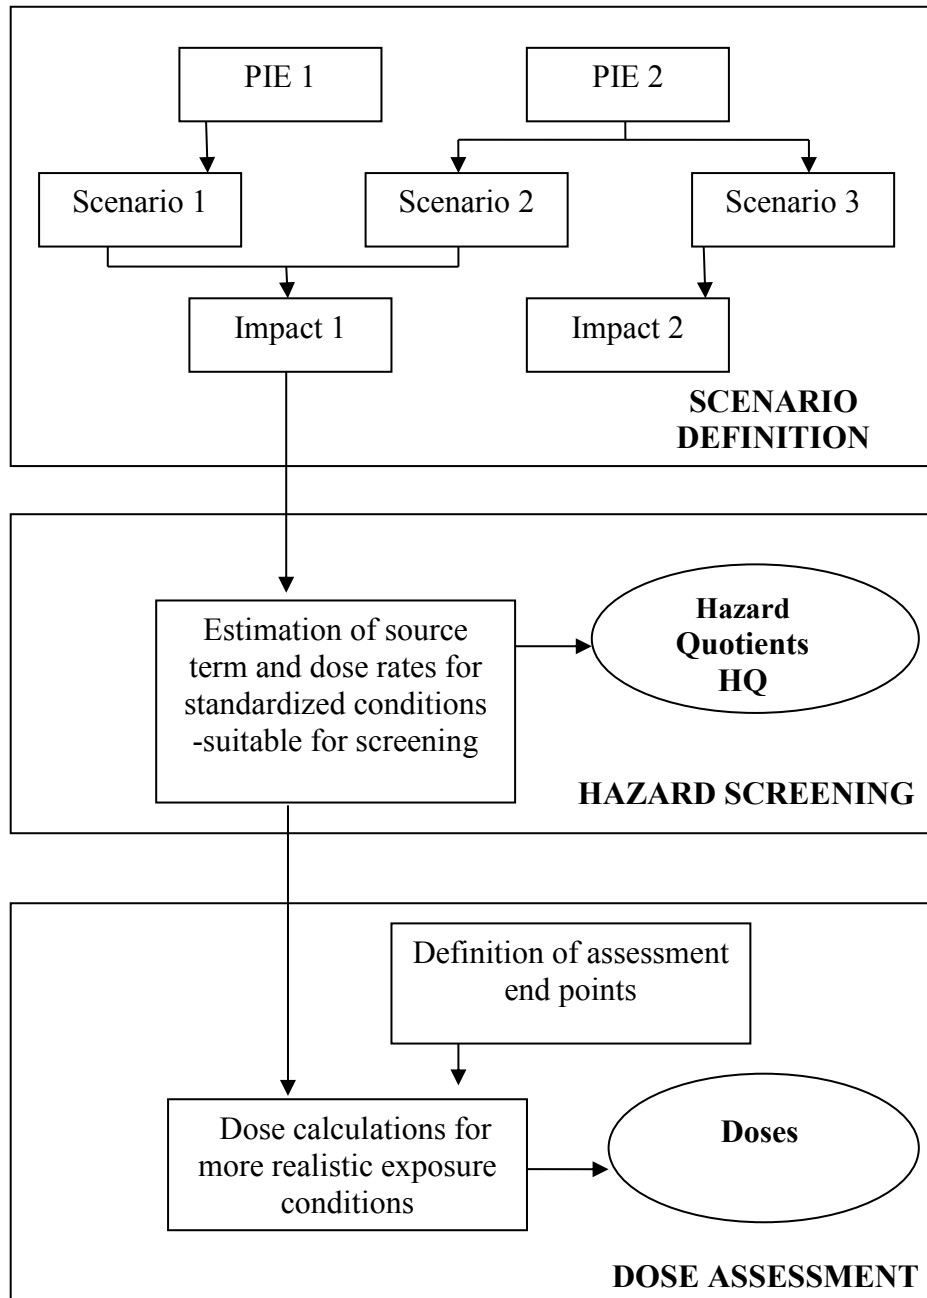 PIE 1
PIE 2
Scenario 1
Scenario 2
Scenario 3
Impact 1
Impact 2
SCENARIO
DEFINITION
Estimation of source
term and dose rates for
standardized conditions
-suitable for screening
Hazard
Quotients
HQ
HAZARD SCREENING
Definition of assessment
end points
Dose calculations for
more realistic exposure
conditions
Doses
DOSE ASSESSMENT